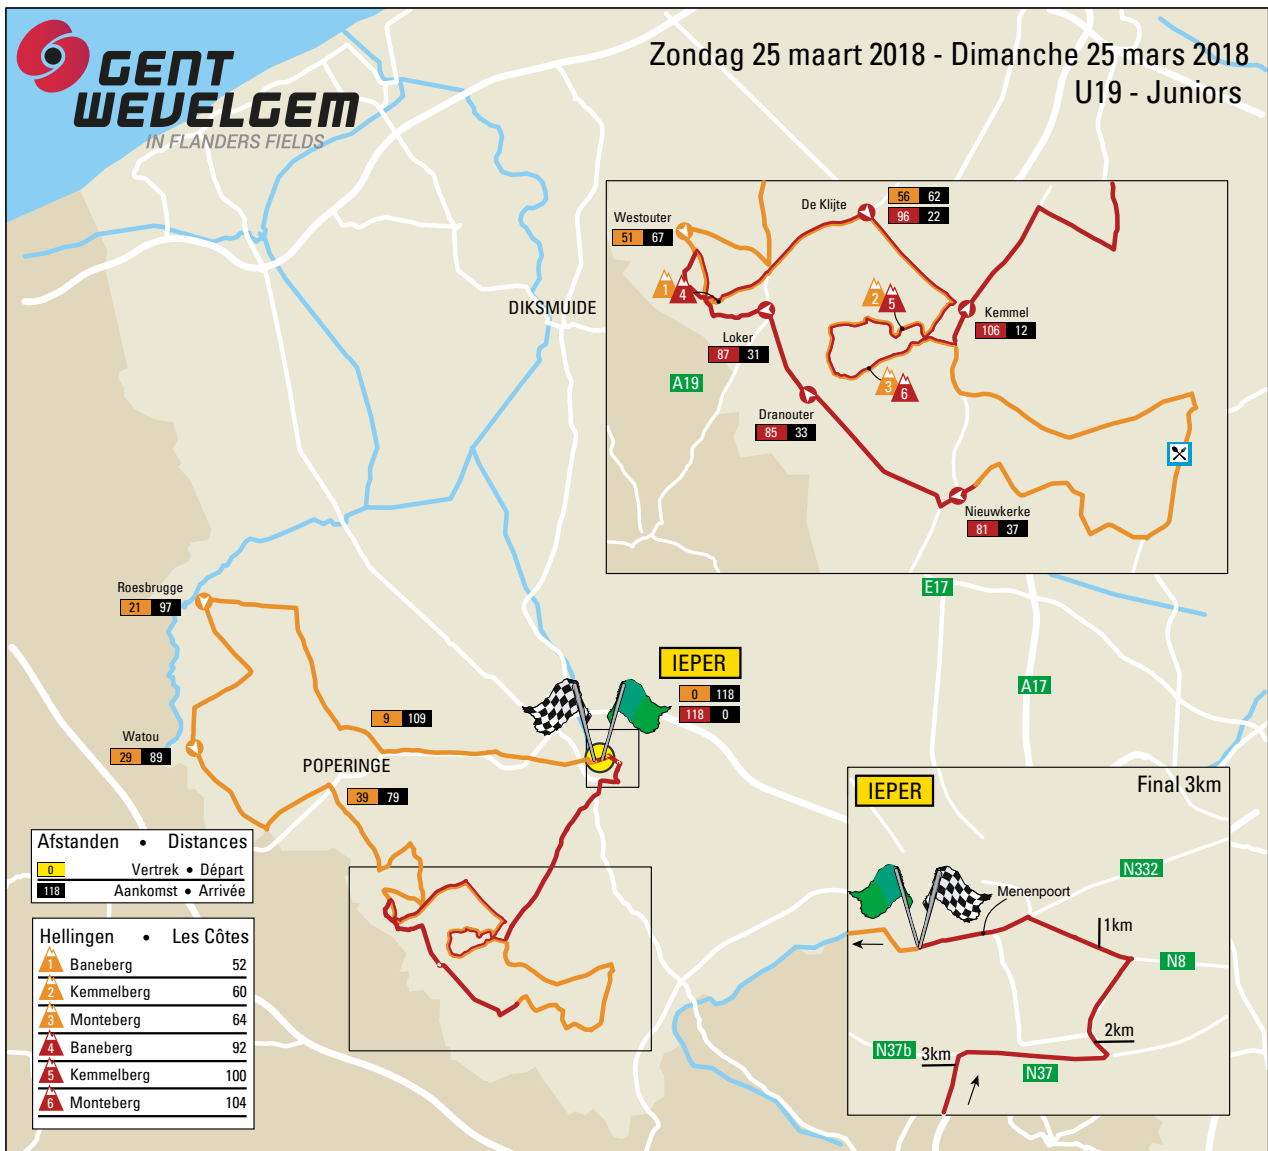 GENT
WEVELGEM
IN FLANDERS FIELDS
Zondag 25 maart 2018 - Dimanche 25 mars 2018
U19 - Juniors
De Klijte
56 62
96 22
Westouter
51 67
1
4
2
5
DIKSMUIDE
Kemmel
106 12
Loker
87 31
A19
3
6
Dranouter
85 33
Nieuwkerke
81 37
E17
Roesbrugge
21 97
IEPER
0 118
118 0
A17
9 109
Watou
29 89
POPERINGE
39 79
Afstanden • Distances
0 Vertrek • Départ
118 Aankomst • Arrivée
Hellingen • Les Côtes
1 Baneberg 52
2 Kemmelberg 60
3 Monteberg 64
4 Baneberg 92
5 Kemmelberg 100
6 Monteberg 104
IEPER
Final 3km
N332
Menenpoort
1km
N8
2km
N37b
3km
N37